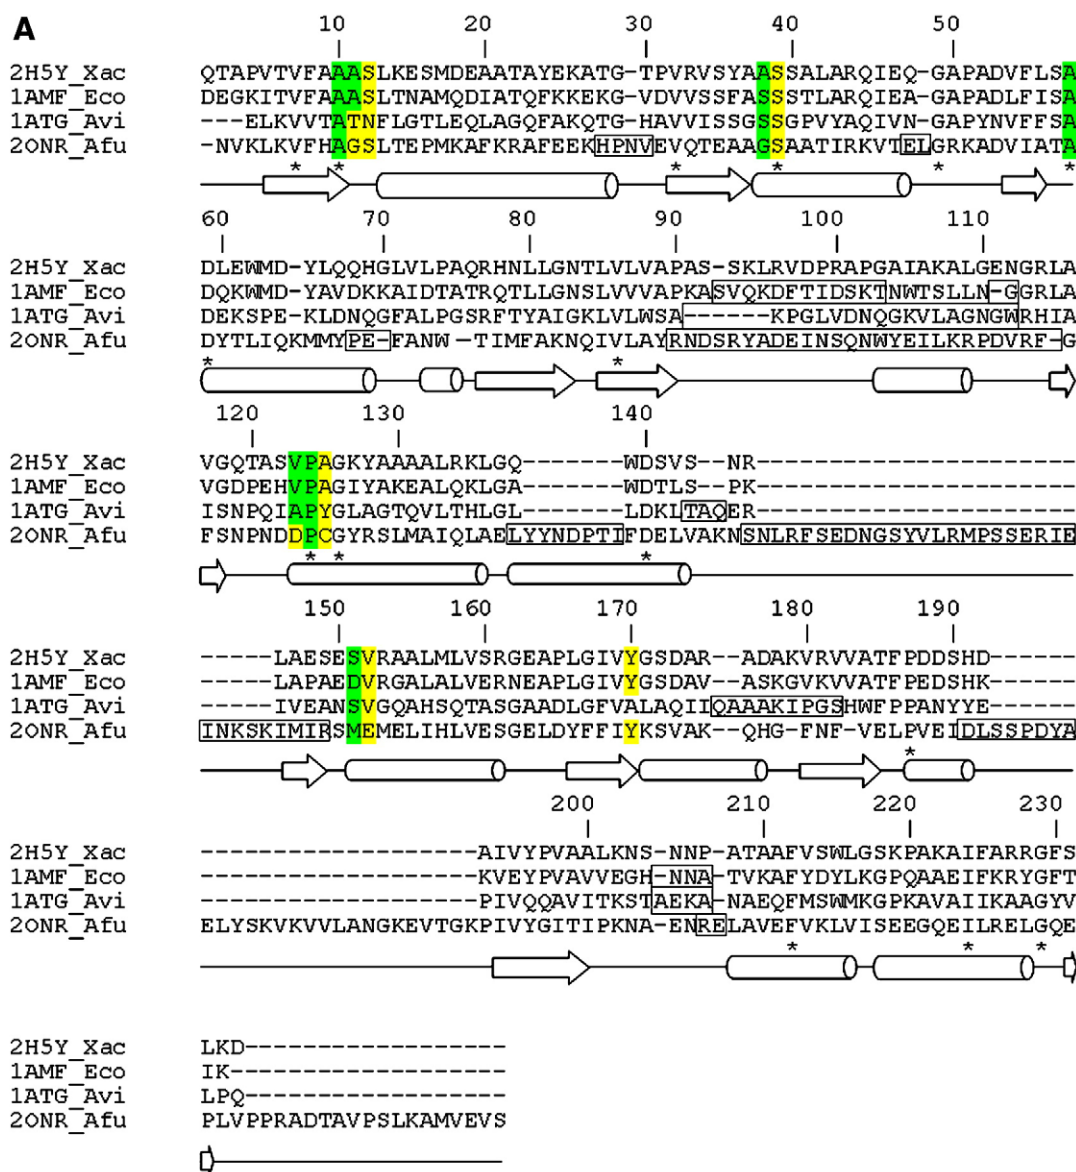 A
10 20 30 40 50
2H5Y_Xac QTAPVTVFAAASLKESMDEAATAYEKATG-TPVRVSYAASSALARQIEQ-GAPADVFLSA
1AMF_Eco DEGKITVFAAASLTNAMQDIATQFKKEKG-VDVVSSFASSSTLARQIEA-GAPADLFISA
1ATG_Avi ---ELKVVTATNFLGTLEQLAGQFAKQTG-HAVVISSGSSGPVYAQIVN-GAPYNVFFSA
2ONR_Afu -NVKLKVFHAGSLTEPMKAFKRAFEEKHPNVEVQTEAAGSAATIRKVTELGRKADVIATA
* * * * * *
60 70 80 90 100 110
2H5Y_Xac DLEWMD-YLQQHGLVLPAQRHNLLGNTLVLVAPAS-SKLRVDPRAPGAIAKALGENGRLA
1AMF_Eco DQKWMD-YAVDKKAIDTATRQTLLGNSLVVVAPKASVQKDFTIDSKTNWTSLLN-GGRLA
1ATG_Avi DEKSPE-KLDNQGFALPGSRFTYAIGKLVLWSA------KPGLVDNQGKVLAGNGWRHIA
2ONR_Afu DYTLIQKMMYPE-FANW-TIMFAKNQIVLAYRNDSRYADEINSQNWYEILKRPDVRF-G
* *
120 130 140
2H5Y_Xac VGQTASVPAGKYAAAALRKLGQ-------WDSVS--NR----------------------
1AMF_Eco VGDPEHVPAGIYAKEALQKLGA-------WDTLS--PK----------------------
1ATG_Avi ISNPQIAPYGLAGTQVLTHLGL-------LDKLTAQER----------------------
2ONR_Afu FSNPNDDPCGYRSLMAIQLAELYYNDPTIFDELVAKNSNLRFSEDNGSYVLRMPSSERIE
* * *
150 160 170 180 190
2H5Y_Xac -----LAESESVRAALMLVSRGEAPLGIVYGSDAR--ADAKVRVVATFPDDSHD------
1AMF_Eco -----LAPAEDVRGALALVERNEAPLGIVYGSDAV--ASKGVKVVATFPEDSHK------
1ATG_Avi -----IVEANSVGQAHSQTASGAADLGFVALAQIIQAAAKIPGSHWFPPANYYE------
2ONR_Afu INKSKIMIRSMEMELIHLVESGELDYFFIYKSVAK--QHG-FNF-VELPVEIDLSSPDYA
*
200 210 220 230
2H5Y_Xac -------------------AIVYPVAALKNS-NNP-ATAAFVSWLGSKPAKAIFARRGFS
1AMF_Eco -------------------KVEYPVAVVEGH-NNA-TVKAFYDYLKGPQAAEIFKRYGFT
1ATG_Avi -------------------PIVQQAVITKSTAEKA-NAEQFMSWMKGPKAVAIIKAAGYV
2ONR_Afu ELYSKVKVVLANGKEVTGKPIVYGITIPKNA-ENRELAVEFVKLVISEEGQEILRELGQE
* * *
2H5Y_Xac LKD------------------
1AMF_Eco IK-------------------
1ATG_Avi LPQ------------------
2ONR_Afu PLVPPRADTAVPSLKAMVEVS